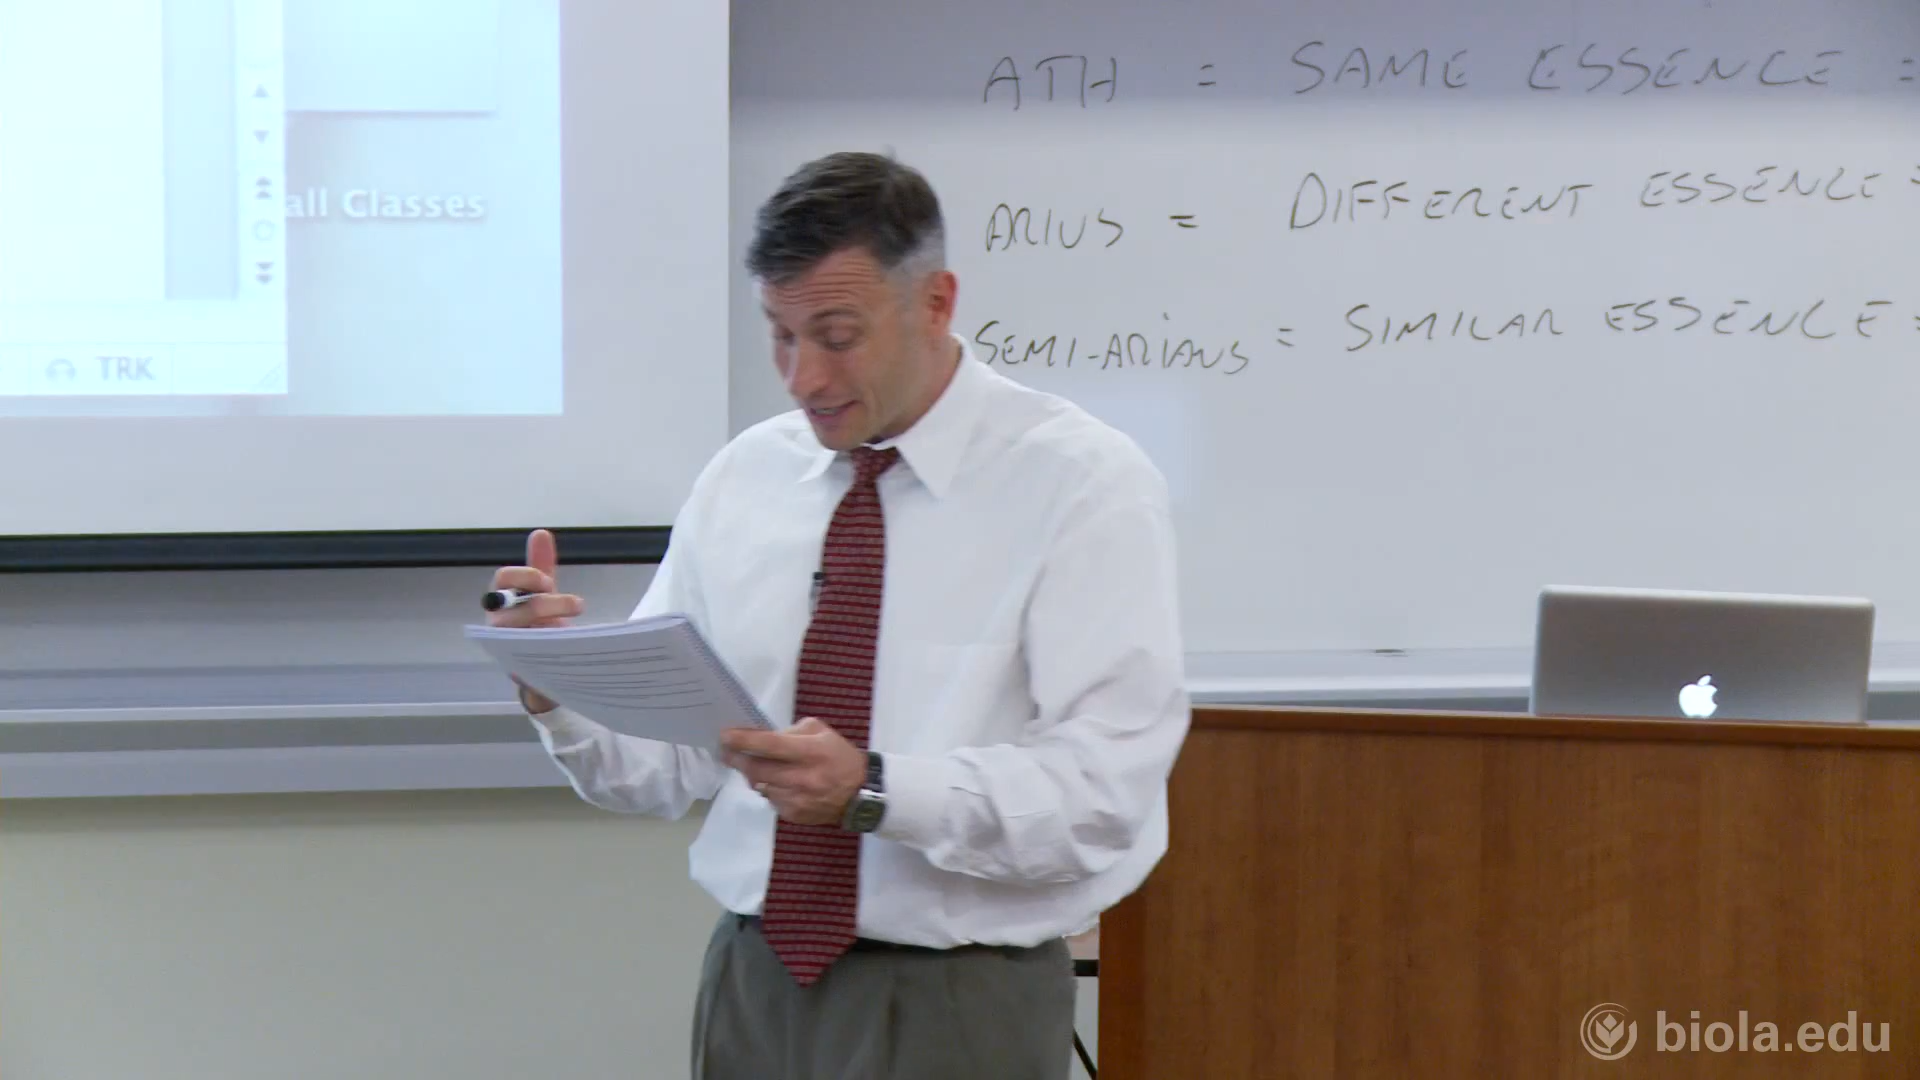 ATH = SAME ESSENCE =
ARIUS = DIFFERENT ESSENCE =
SEMI-ARIANS = SIMILAR ESSENCE =
all Classes
TRK
biola.edu